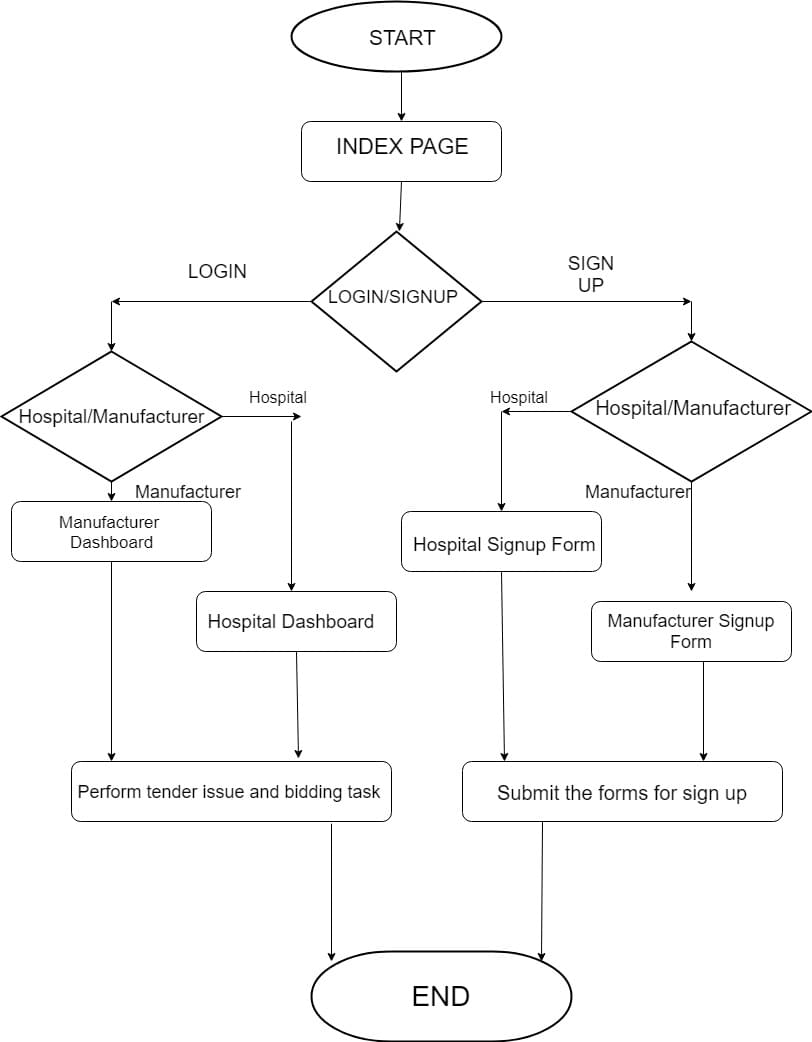 START
INDEX PAGE
LOGIN
LOGIN/SIGNUP
SIGN
UP
Hospital/Manufacturer
Hospital
Hospital
Hospital/Manufacturer
Manufacturer
Manufacturer
Manufacturer
Dashboard
Hospital Signup Form
Hospital Dashboard
Manufacturer Signup
Form
Perform tender issue and bidding task
Submit the forms for sign up
END